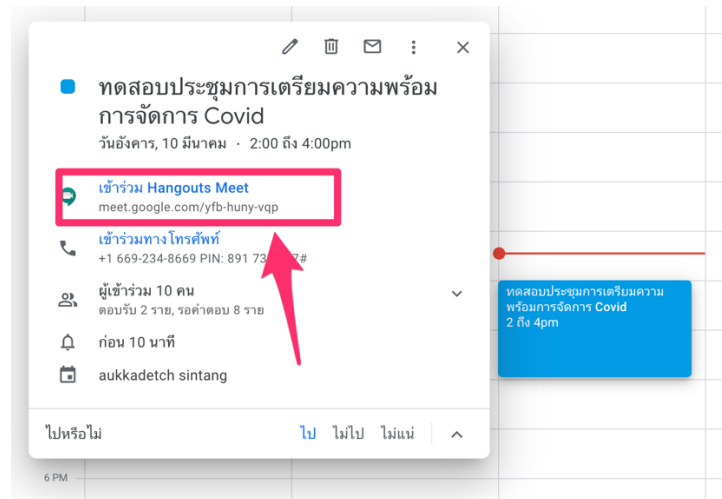 ทดสอบประชุมการเตรียมความพร้อม
การจัดการ Covid
วันอังคาร, 10 มีนาคม · 2:00 ถึง 4:00pm
เข้าร่วม Hangouts Meet
meet.google.com/yfb-huny-vqp
เข้าร่วมทางโทรศัพท์
+1 669-234-8669 PIN: 891 73 7#
ผู้เข้าร่วม 10 คน
ตอบรับ 2 ราย, รอคำตอบ 8 ราย
ก่อน 10 นาที
aukkadetch sintang
ไปหรือไม่ ไป ไม่ไป ไม่แน่
6 PM
ทดสอบประชุมการเตรียมความ
พร้อมการจัดการ Covid
2 ถึง 4pm